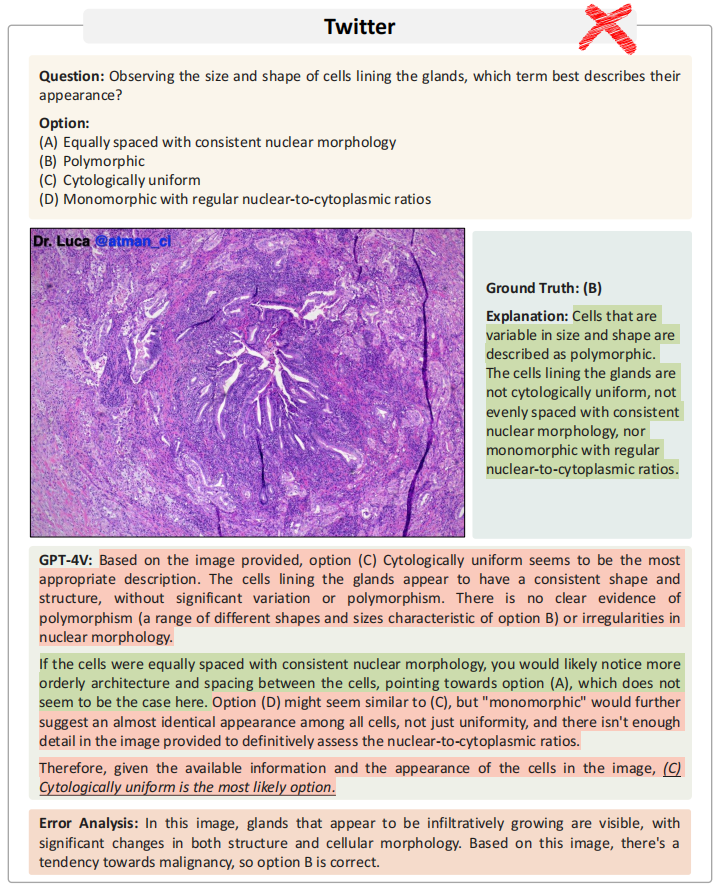 Twitter
Question: Observing the size and shape of cells lining the glands, which term best describes their
appearance?
Option:
(A) Equally spaced with consistent nuclear morphology
(B) Polymorphic
(C) Cytologically uniform
(D) Monomorphic with regular nuclear-to-cytoplasmic ratios
Dr. Luca @atman_cl
Ground Truth: (B)
Explanation: Cells that are
variable in size and shape are
described as polymorphic.
The cells lining the glands are
not cytologically uniform, not
evenly spaced with consistent
nuclear morphology, nor
monomorphic with regular
nuclear-to-cytoplasmic ratios.
GPT-4V: Based on the image provided, option (C) Cytologically uniform seems to be the most
appropriate description. The cells lining the glands appear to have a consistent shape and
structure, without significant variation or polymorphism. There is no clear evidence of
polymorphism (a range of different shapes and sizes characteristic of option B) or irregularities in
nuclear morphology.
If the cells were equally spaced with consistent nuclear morphology, you would likely notice more
orderly architecture and spacing between the cells, pointing towards option (A), which does not
seem to be the case here. Option (D) might seem similar to (C), but "monomorphic" would further
suggest an almost identical appearance among all cells, not just uniformity, and there isn't enough
detail in the image provided to definitively assess the nuclear-to-cytoplasmic ratios.
Therefore, given the available information and the appearance of the cells in the image, (C)
Cytologically uniform is the most likely option.
Error Analysis: In this image, glands that appear to be infiltratively growing are visible, with
significant changes in both structure and cellular morphology. Based on this image, there's a
tendency towards malignancy, so option B is correct.